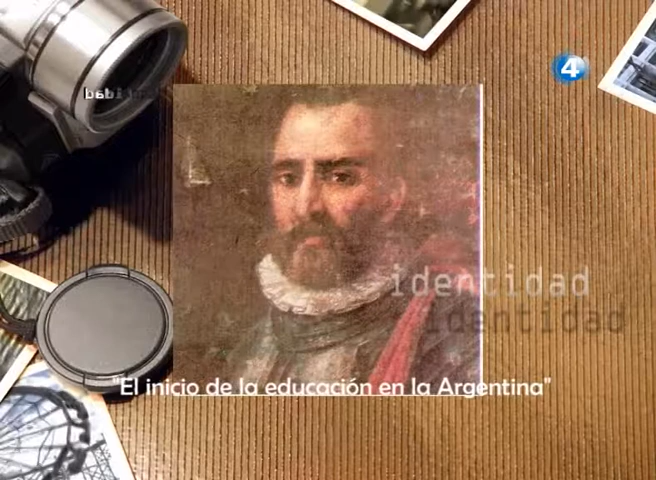 4
identidad
identidad
"El inicio de la educación en la Argentina"